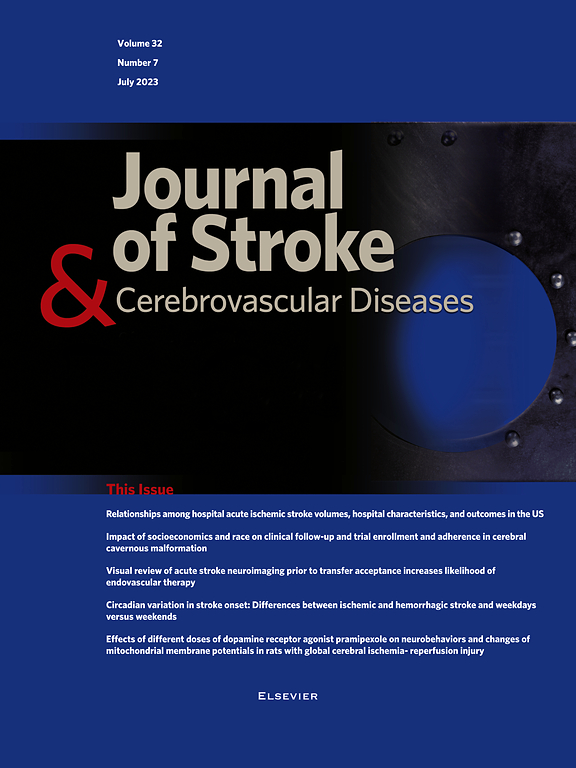 Volume 32
Number 7
July 2023
Journal
of Stroke
& Cerebrovascular Diseases
This Issue
Relationships among hospital acute ischemic stroke volumes, hospital characteristics, and outcomes in the US
Impact of socioeconomics and race on clinical follow-up and trial enrollment and adherence in cerebral
cavernous malformation
Visual review of acute stroke neuroimaging prior to transfer acceptance increases likelihood of
endovascular therapy
Circadian variation in stroke onset: Differences between ischemic and hemorrhagic stroke and weekdays
versus weekends
Effects of different doses of dopamine receptor agonist pramipexole on neurobehaviors and changes of
mitochondrial membrane potentials in rats with global cerebral ischemia- reperfusion injury
ELSEVIER